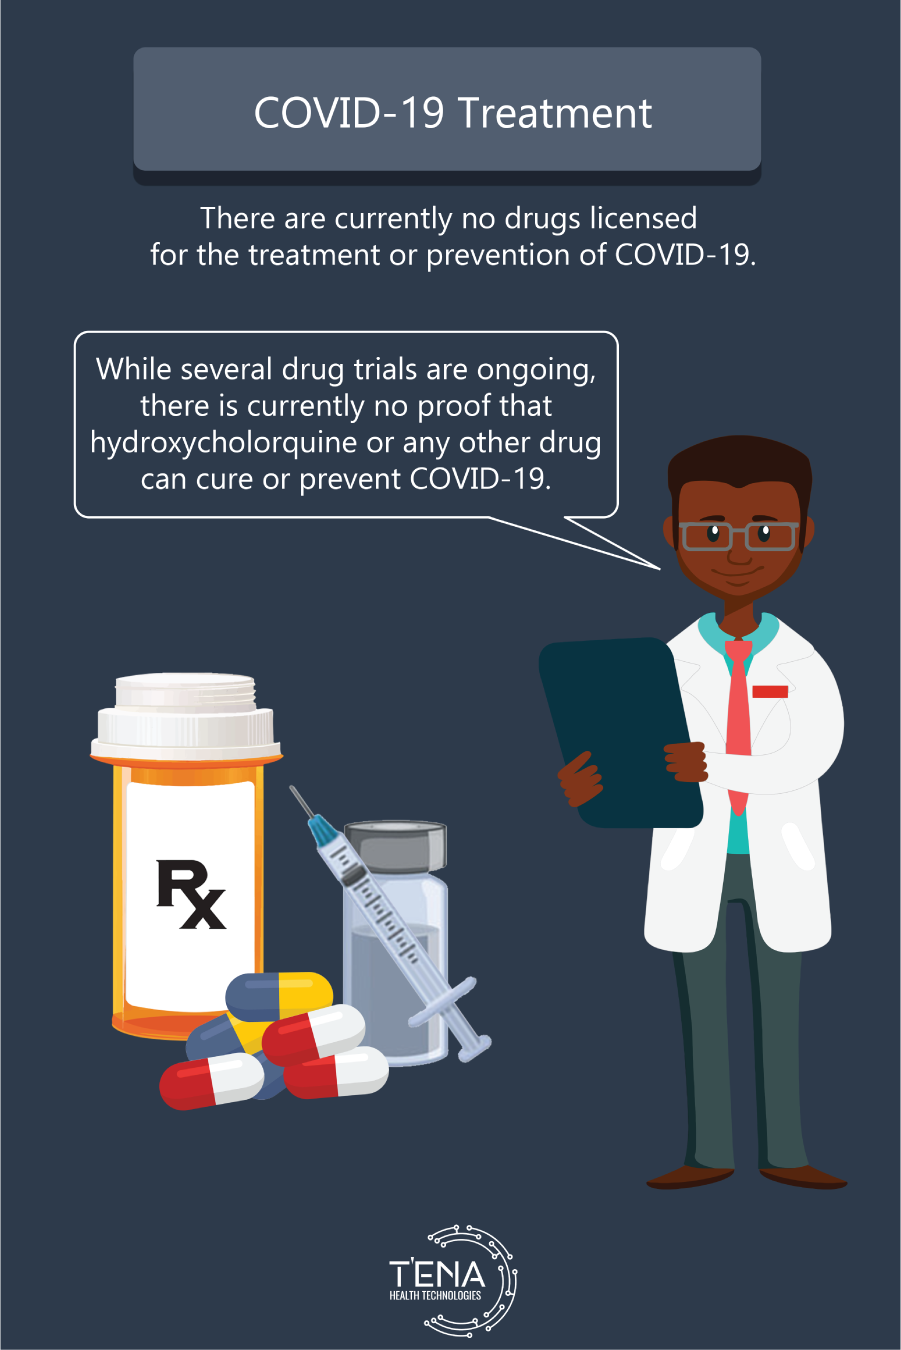 COVID-19 Treatment
There are currently no drugs licensed
for the treatment or prevention of COVID-19.
While several drug trials are ongoing,
there is currently no proof that
hydroxycholorquine or any other drug
can cure or prevent COVID-19.
Rx
T'ENA
HEALTH TECHNOLOGIES